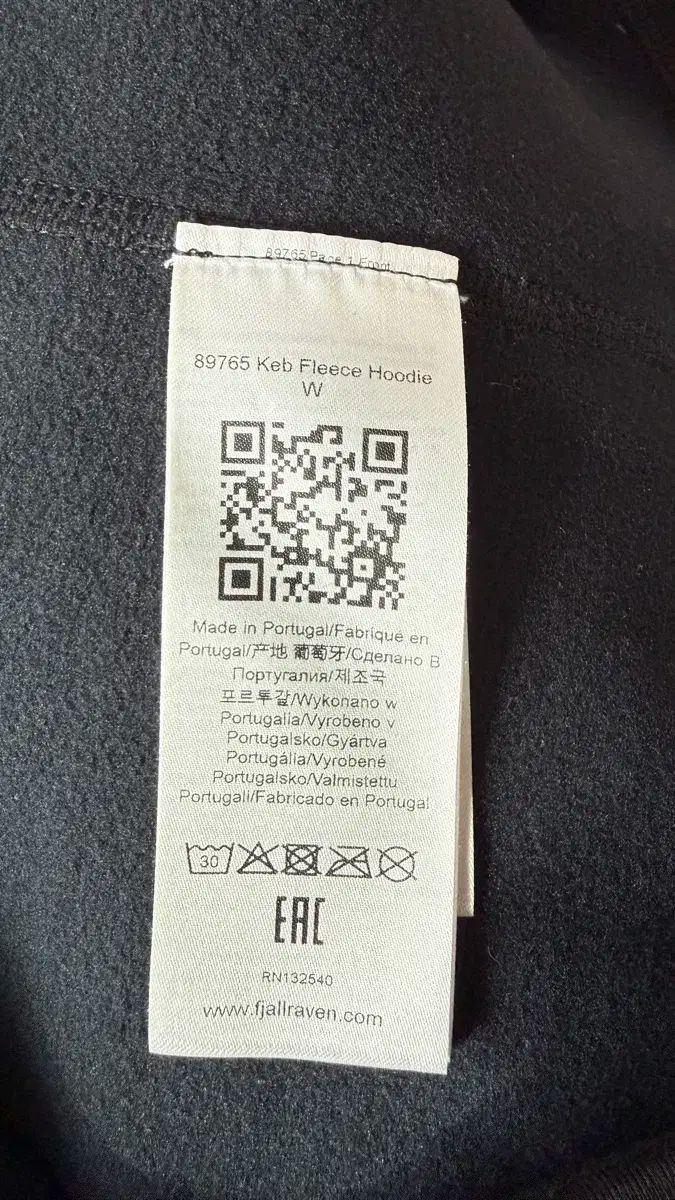 89765 Page 1 Front
89765 Keb Fleece Hoodie
W
Made in Portugal/Fabriqué en
Portugal/产地 葡萄牙/Сделано В
Португалия/제조국
포르투갈/Wykonano w
Portugalia/Vyrobeno v
Portugalsko/Gyártva
Portugália/Vyrobené
Portugalsko/Valmistettu
Portugali/Fabricado en Portugal
30
EAC
RN132540
www.fjallraven.com